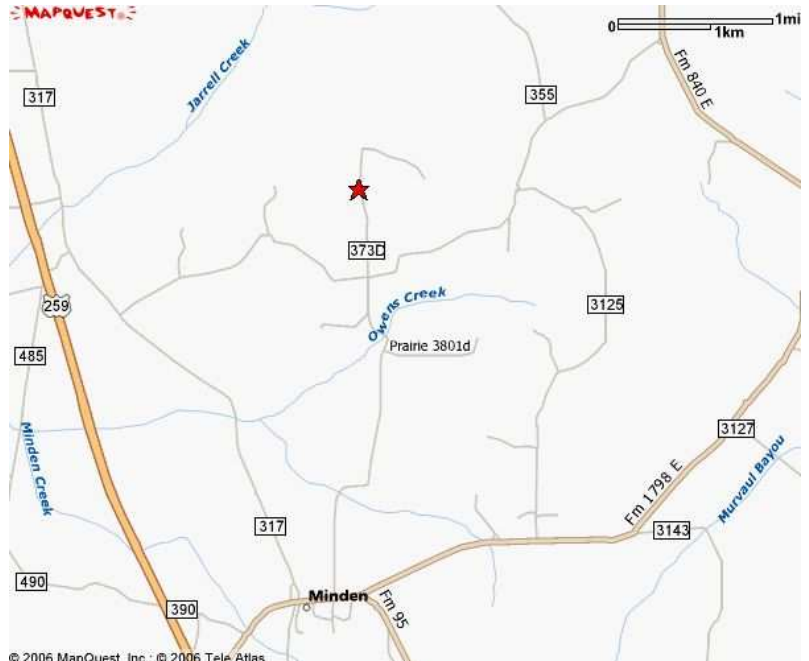 MAPQUEST
0
1mi
1km
317
Jarrell Creek
355
Fm 840 E
373D
259
Owens Creek
3125
485
Prairie 3801d
Minden Creek
3127
Murvaul Bayou
Fm 1798 E
317
3143
490
Minden
390
Fm 95
© 2006 MapQuest, Inc.; © 2006 Tele Atlas